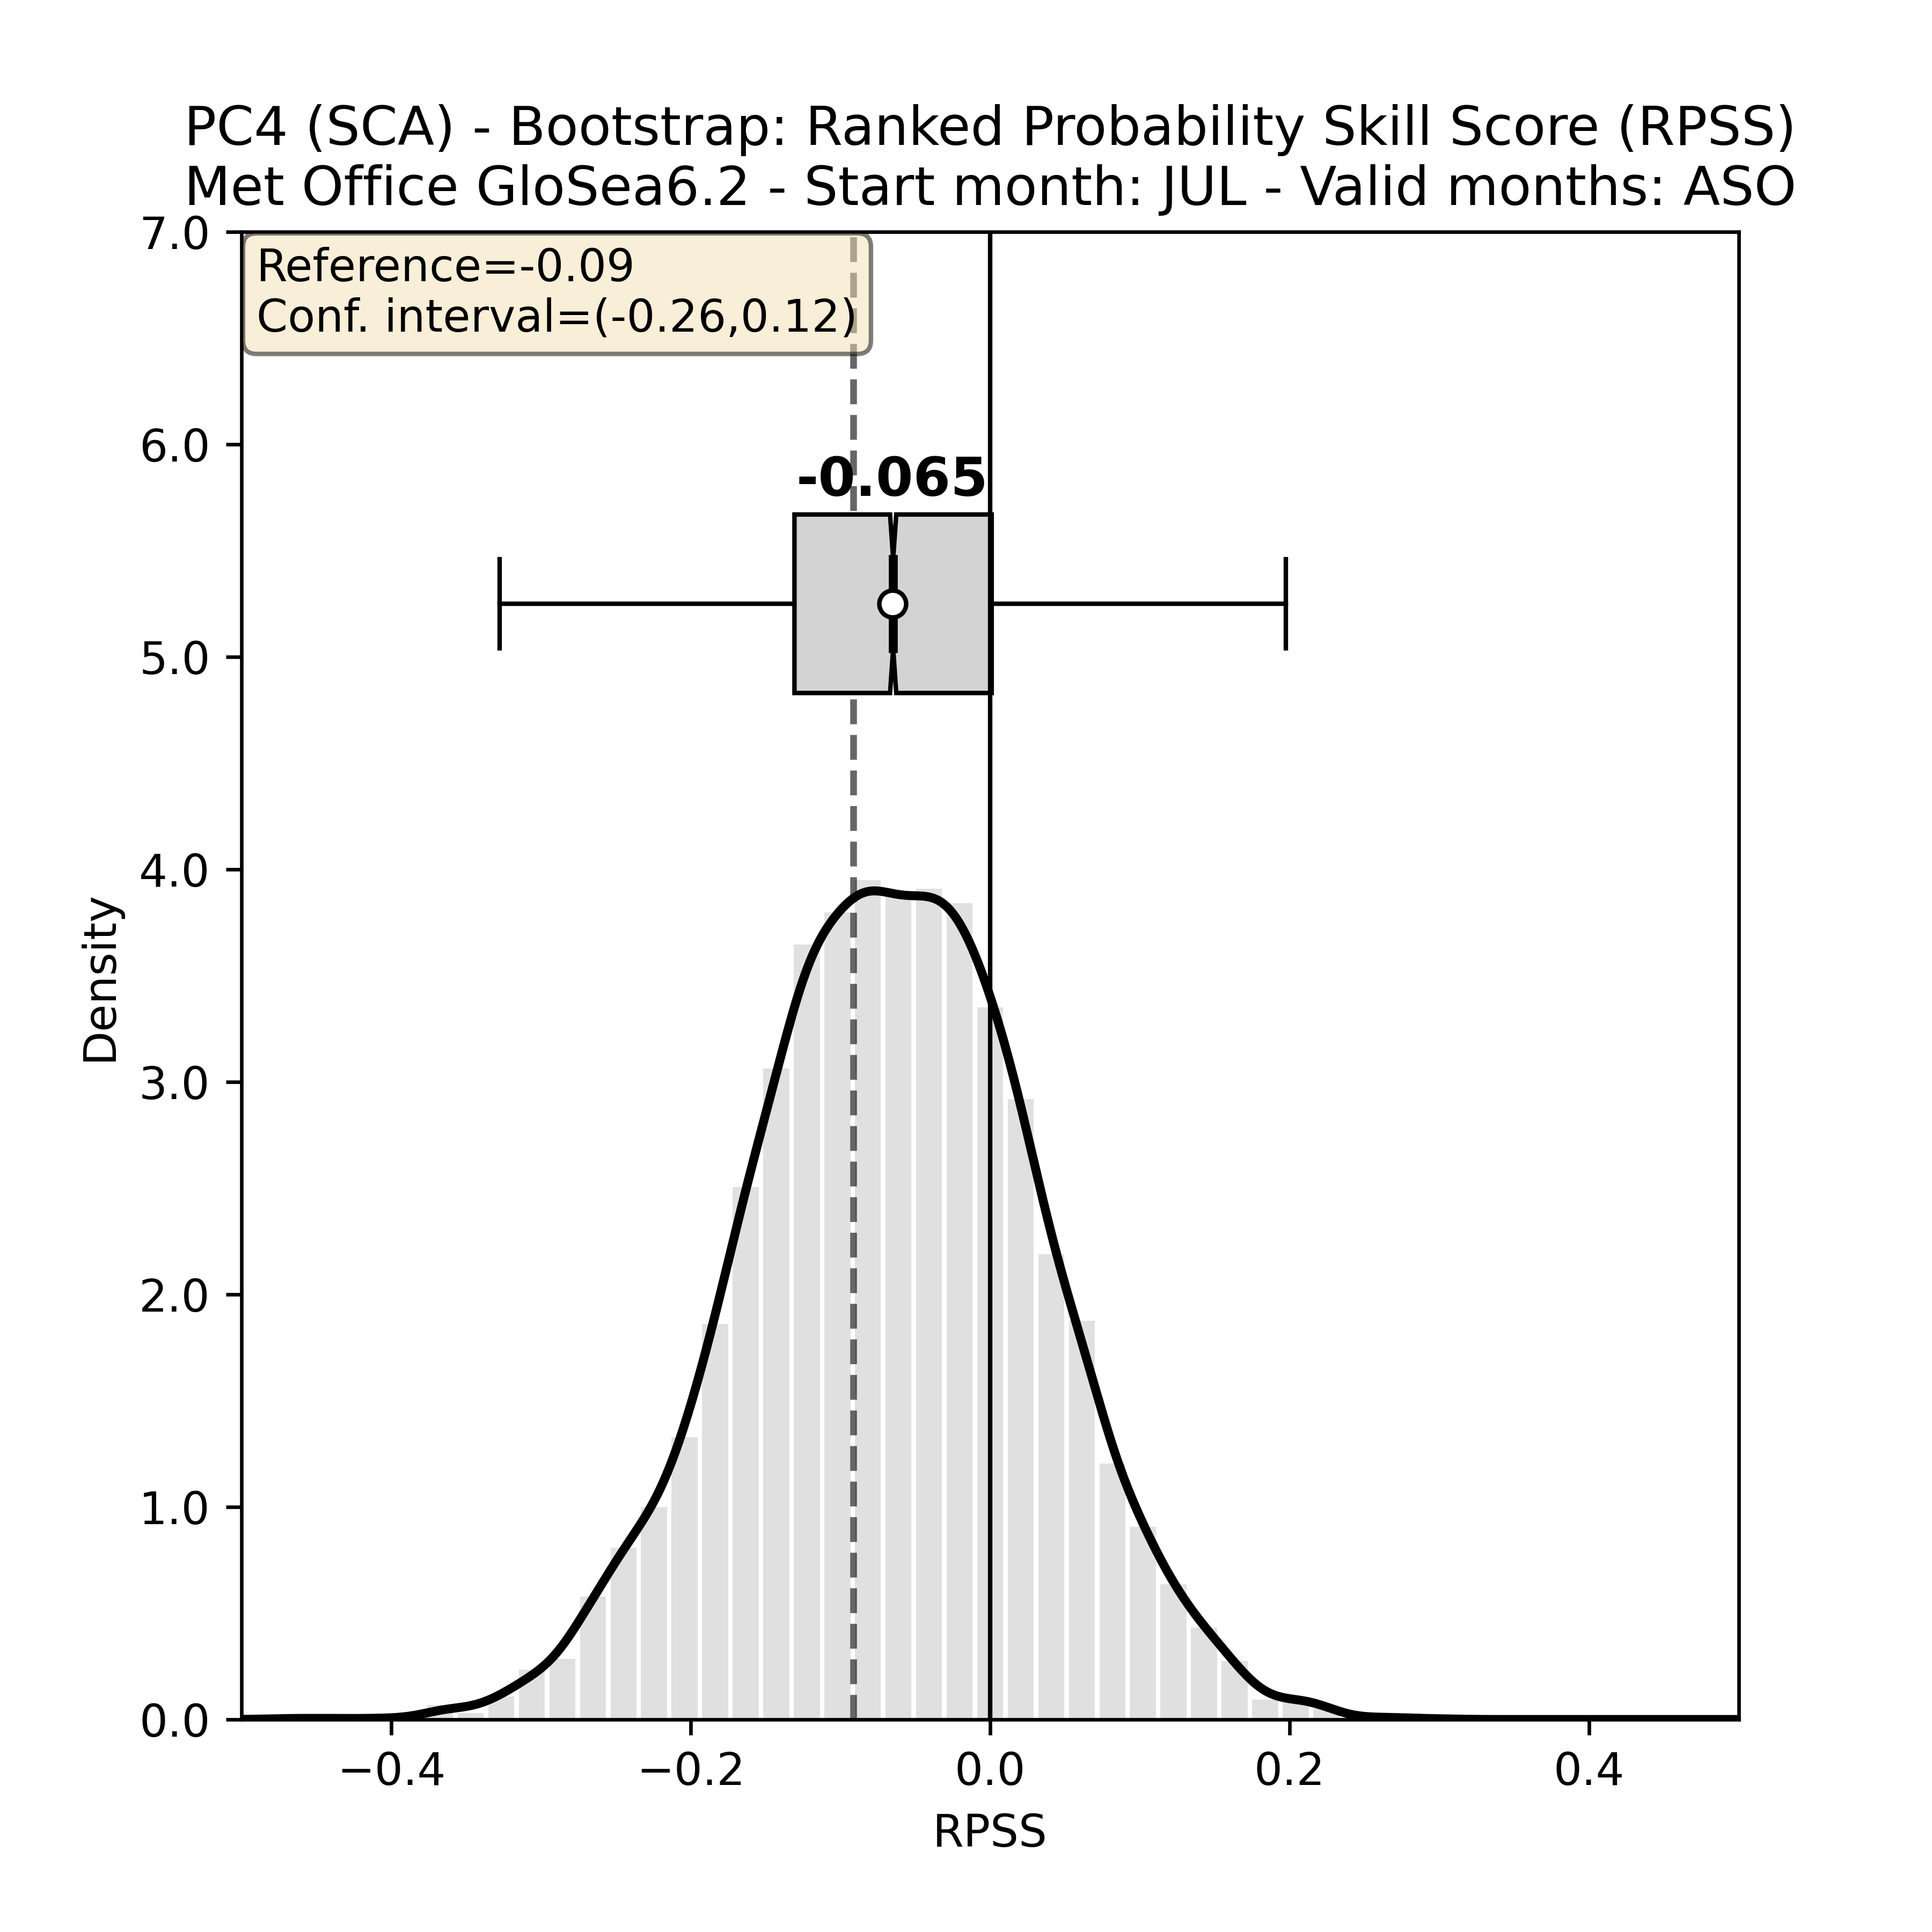 PC4 (SCA) - Bootstrap: Ranked Probability Skill Score (RPSS)
Met Office GloSea6.2 - Start month: JUL - Valid months: ASO
Reference=-0.09
Conf. interval=(-0.26,0.12)
-0.065
7.0
6.0
5.0
4.0
3.0
2.0
1.0
0.0
Density
−0.4
−0.2
0.0
0.2
0.4
RPSS